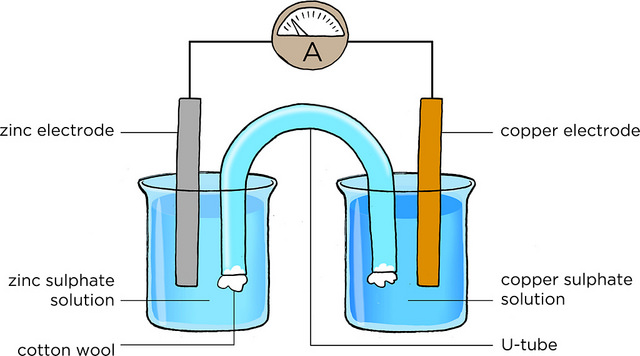 A
zinc electrode
copper electrode
zinc sulphate
solution
copper sulphate
solution
cotton wool
U-tube